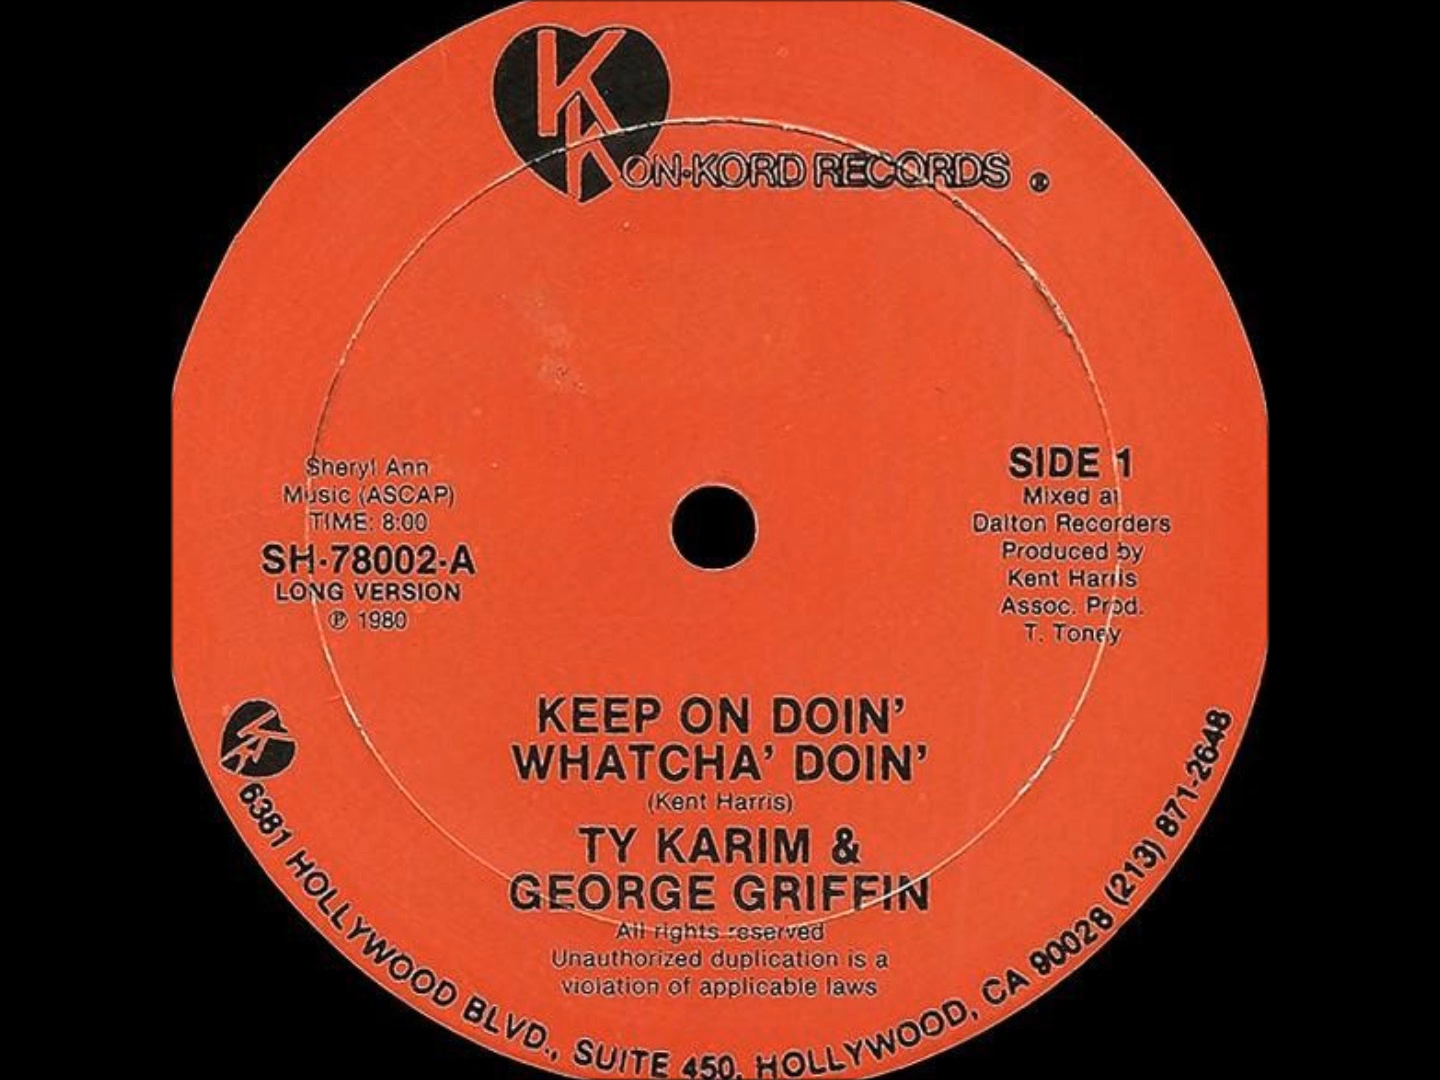 KON-KORD RECORDS ®
Sheryl Ann
Music (ASCAP)
TIME: 8:00
SH-78002-A
LONG VERSION
℗ 1980
SIDE 1
Mixed at
Dalton Recorders
Produced by
Kent Harris
Assoc. Prod.
T. Toney
KEEP ON DOIN'
WHATCHA' DOIN'
(Kent Harris)
TY KARIM &
GEORGE GRIFFIN
All rights reserved
Unauthorized duplication is a
violation of applicable laws
KK 6381 HOLLYWOOD BLVD., SUITE 450, HOLLYWOOD, CA 90028 (213) 871-2648